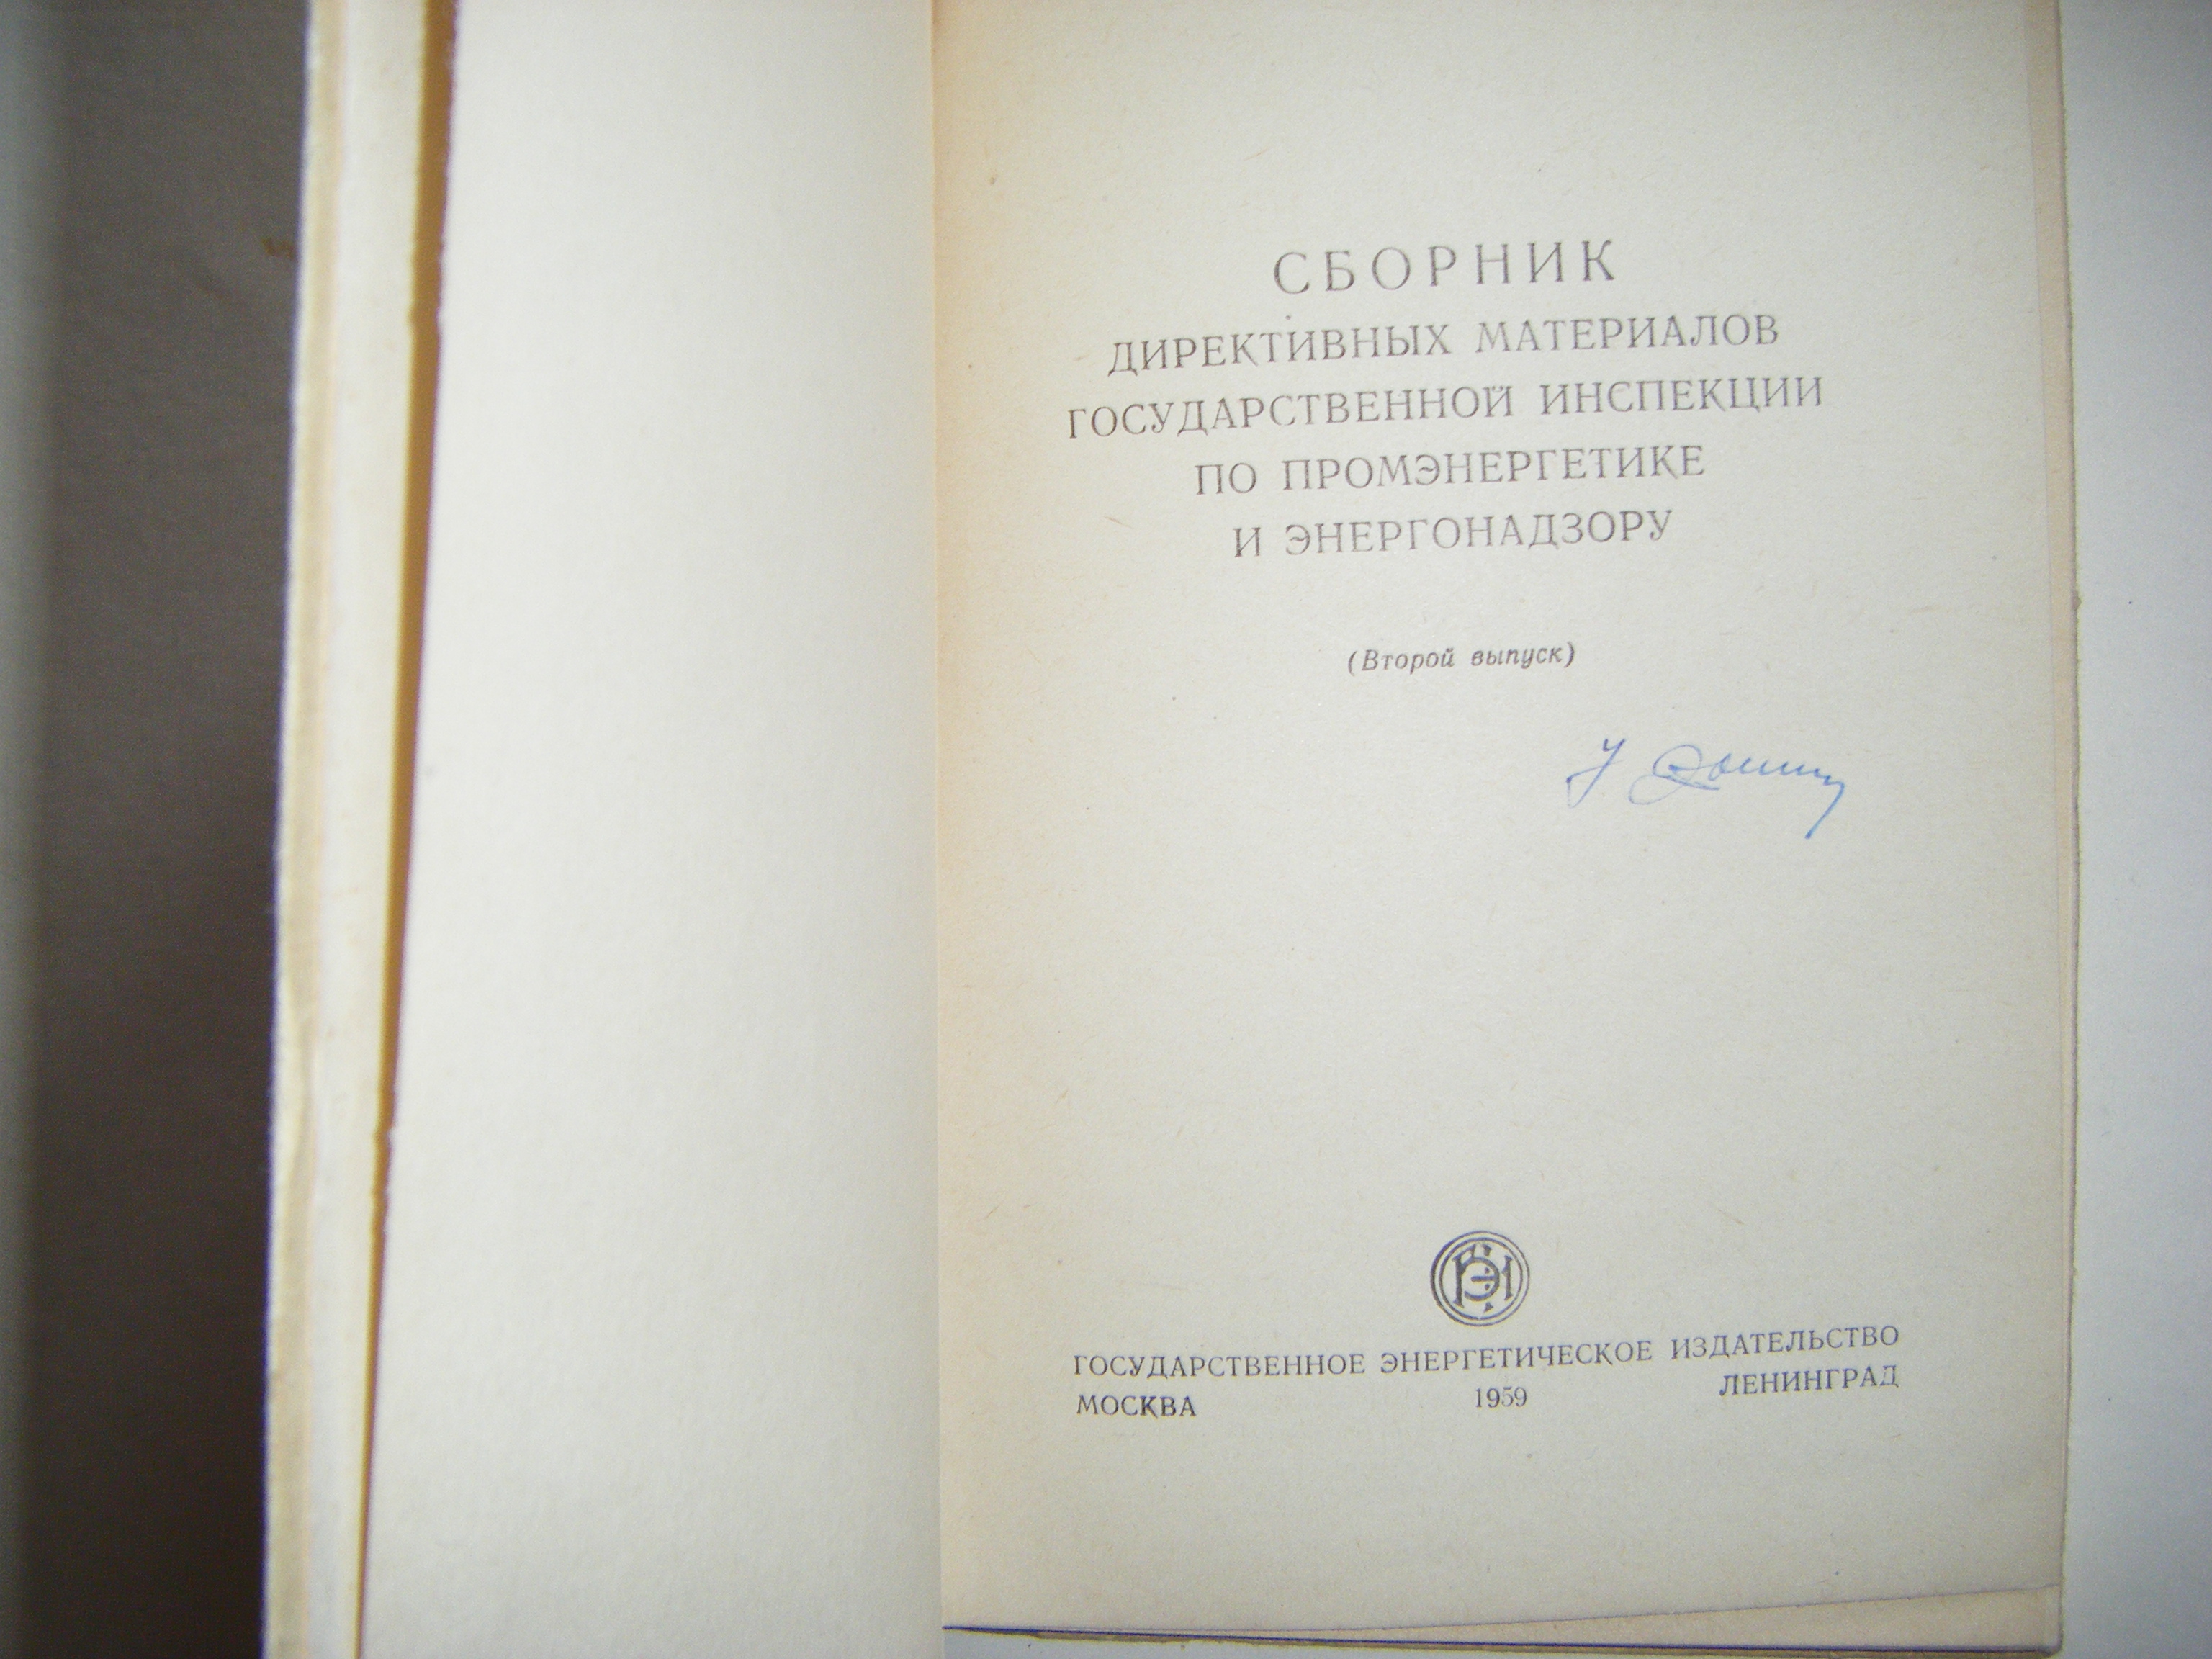 СБОРНИК
ДИРЕКТИВНЫХ МАТЕРИАЛОВ
ГОСУДАРСТВЕННОЙ ИНСПЕКЦИИ
ПО ПРОМЭНЕРГЕТИКЕ
И ЭНЕРГОНАДЗОРУ
(Второй выпуск)
ГОСУДАРСТВЕННОЕ ЭНЕРГЕТИЧЕСКОЕ ИЗДАТЕЛЬСТВО
МОСКВА 1959 ЛЕНИНГРАД